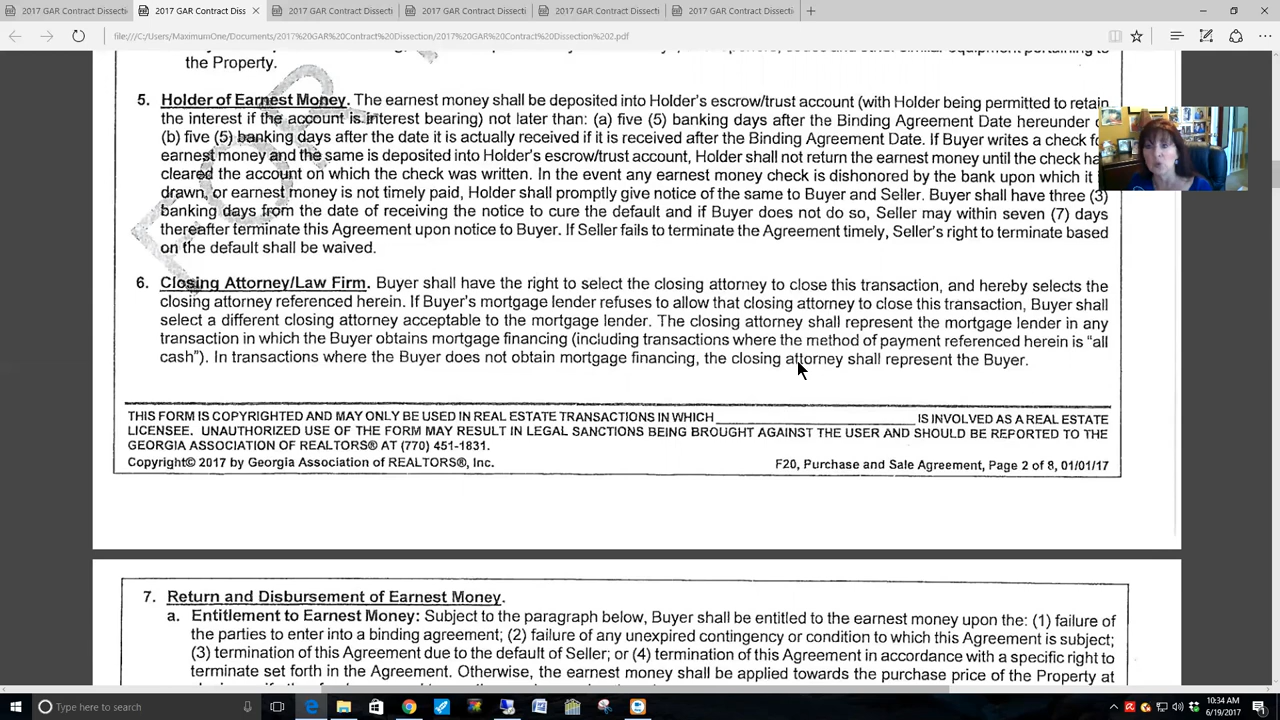 2017 GAR Contract Dissecti
2017 GAR Contract Diss
2017 GAR Contract Dissecti
2017 GAR Contract Dissecti
2017 GAR Contract Dissecti
2017 GAR Contract Dissecti
file:///C:/Users/MaximumOne/Documents/2017%20GAR%20Contract%20Dissection/2017%20GAR%20Contract%20Dissection%202.pdf
the Property.
5. Holder of Earnest Money. The earnest money shall be deposited into Holder's escrow/trust account (with Holder being permitted to retain
the interest if the account is interest bearing) not later than: (a) five (5) banking days after the Binding Agreement Date hereunder
(b) five (5) banking days after the date it is actually received if it is received after the Binding Agreement Date. If Buyer writes a check
earnest money and the same is deposited into Holder's escrow/trust account, Holder shall not return the earnest money until the check ha
cleared the account on which the check was written. In the event any earnest money check is dishonored by the bank upon which it
drawn, or earnest money is not timely paid, Holder shall promptly give notice of the same to Buyer and Seller. Buyer shall have three (3)
banking days from the date of receiving the notice to cure the default and if Buyer does not do so, Seller may within seven (7) days
thereafter terminate this Agreement upon notice to Buyer. If Seller fails to terminate the Agreement timely, Seller's right to terminate based
on the default shall be waived.
6. Closing Attorney/Law Firm. Buyer shall have the right to select the closing attorney to close this transaction, and hereby selects the
closing attorney referenced herein. If Buyer's mortgage lender refuses to allow that closing attorney to close this transaction, Buyer shall
select a different closing attorney acceptable to the mortgage lender. The closing attorney shall represent the mortgage lender in any
transaction in which the Buyer obtains mortgage financing (including transactions where the method of payment referenced herein is "all
cash"). In transactions where the Buyer does not obtain mortgage financing, the closing attorney shall represent the Buyer.
THIS FORM IS COPYRIGHTED AND MAY ONLY BE USED IN REAL ESTATE TRANSACTIONS IN WHICH ____ IS INVOLVED AS A REAL ESTATE
LICENSEE. UNAUTHORIZED USE OF THE FORM MAY RESULT IN LEGAL SANCTIONS BEING BROUGHT AGAINST THE USER AND SHOULD BE REPORTED TO THE
GEORGIA ASSOCIATION OF REALTORS® AT (770) 451-1831.
Copyright© 2017 by Georgia Association of REALTORS®, Inc. F20, Purchase and Sale Agreement, Page 2 of 8, 01/01/17
7. Return and Disbursement of Earnest Money.
a. Entitlement to Earnest Money: Subject to the paragraph below, Buyer shall be entitled to the earnest money upon the: (1) failure of
the parties to enter into a binding agreement; (2) failure of any unexpired contingency or condition to which this Agreement is subject;
(3) termination of this Agreement due to the default of Seller; or (4) termination of this Agreement in accordance with a specific right to
terminate set forth in the Agreement. Otherwise, the earnest money shall be applied towards the purchase price of the Property at
Type here to search
10:34 AM
6/19/2017